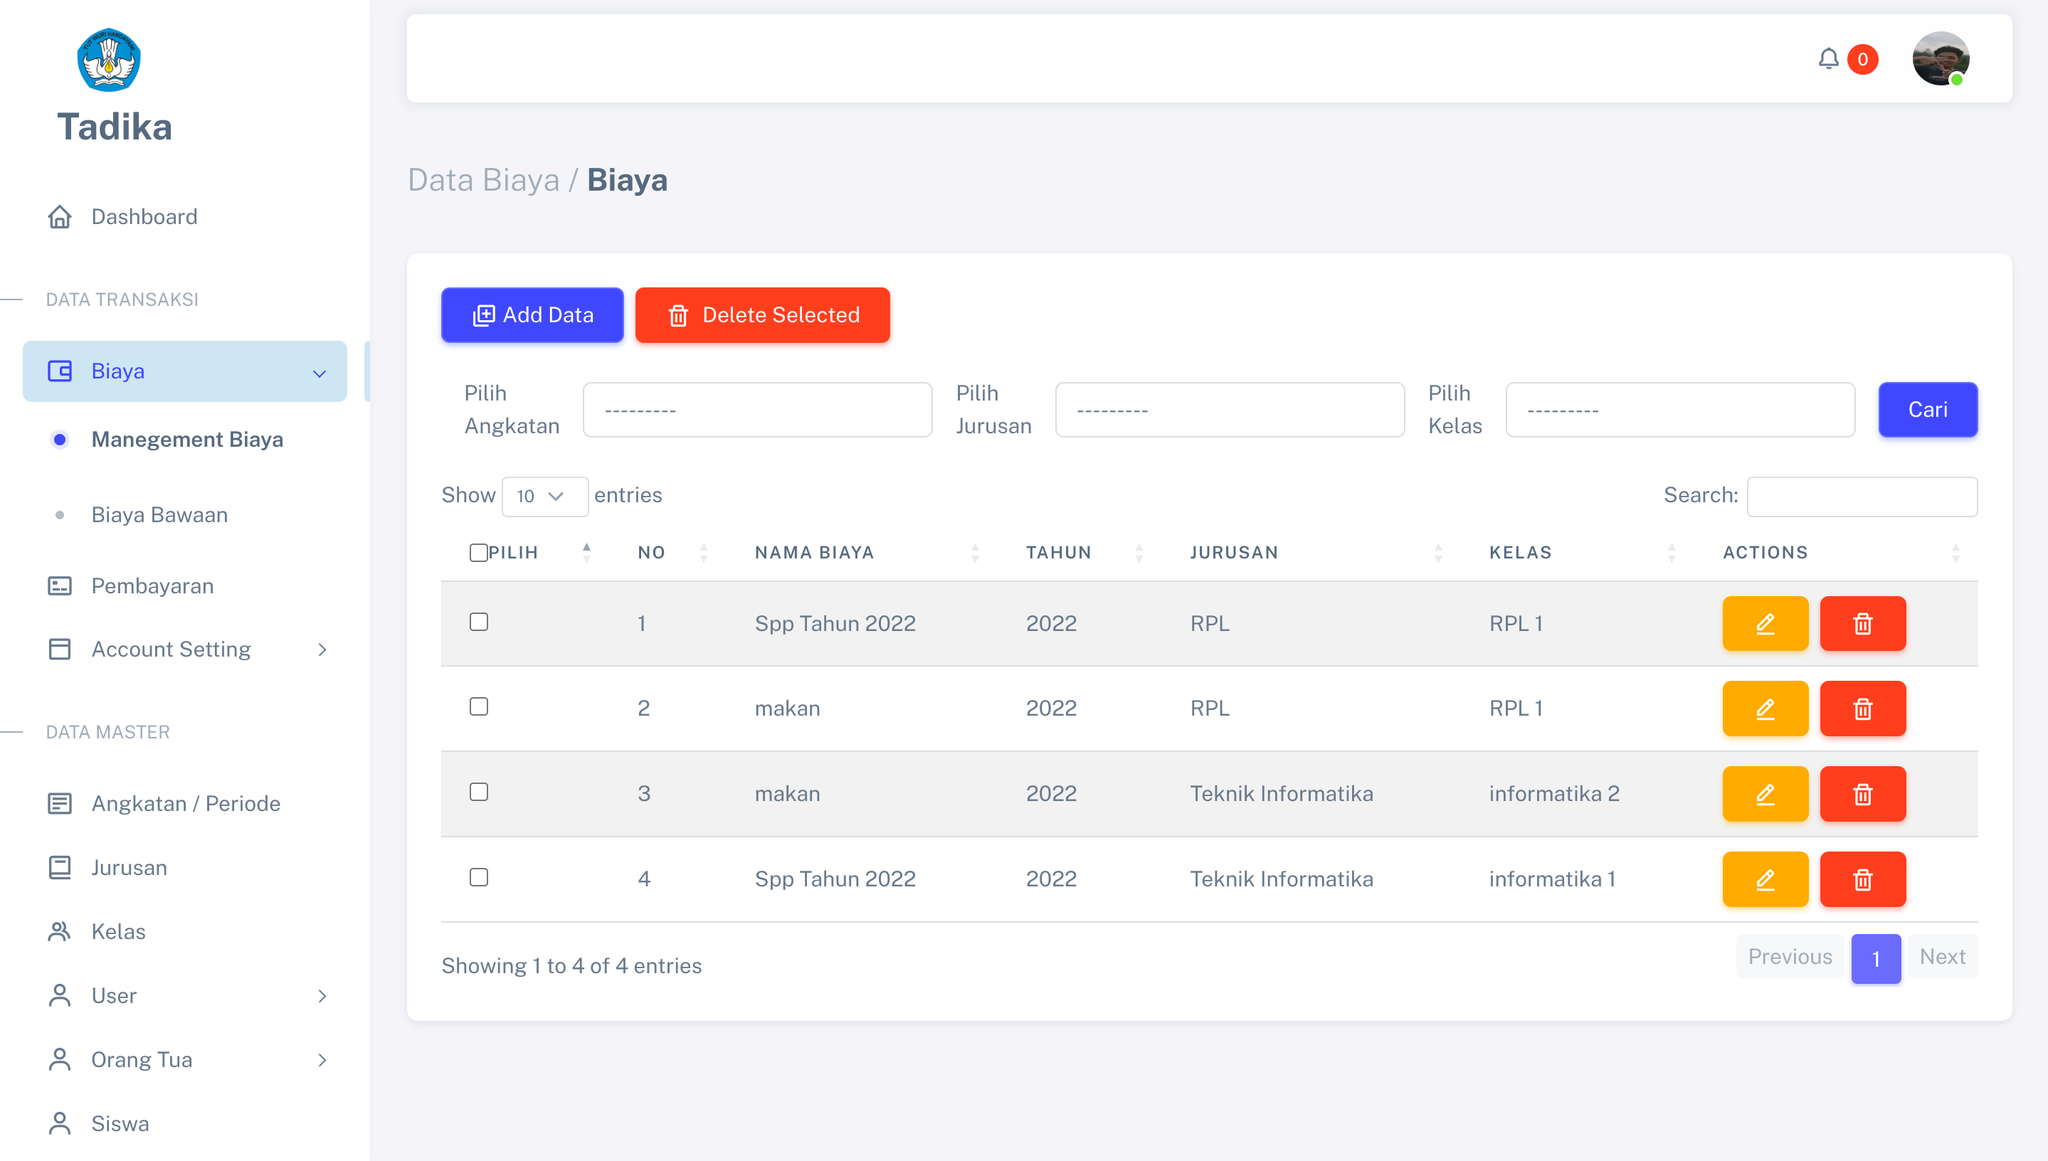 TUT WURI HANDAYANI
Tadika
Dashboard
DATA TRANSAKSI
Biaya
Manegement Biaya
Biaya Bawaan
Pembayaran
Account Setting
DATA MASTER
Angkatan / Periode
Jurusan
Kelas
User
Orang Tua
Siswa
0
Data Biaya / Biaya
Add Data
Delete Selected
Pilih
Angkatan
---------
Pilih
Jurusan
---------
Pilih
Kelas
---------
Cari
Show 10 entries
Search:
PILIH NO NAMA BIAYA TAHUN JURUSAN KELAS ACTIONS
1 Spp Tahun 2022 2022 RPL RPL 1
2 makan 2022 RPL RPL 1
3 makan 2022 Teknik Informatika informatika 2
4 Spp Tahun 2022 2022 Teknik Informatika informatika 1
Showing 1 to 4 of 4 entries
Previous 1 Next